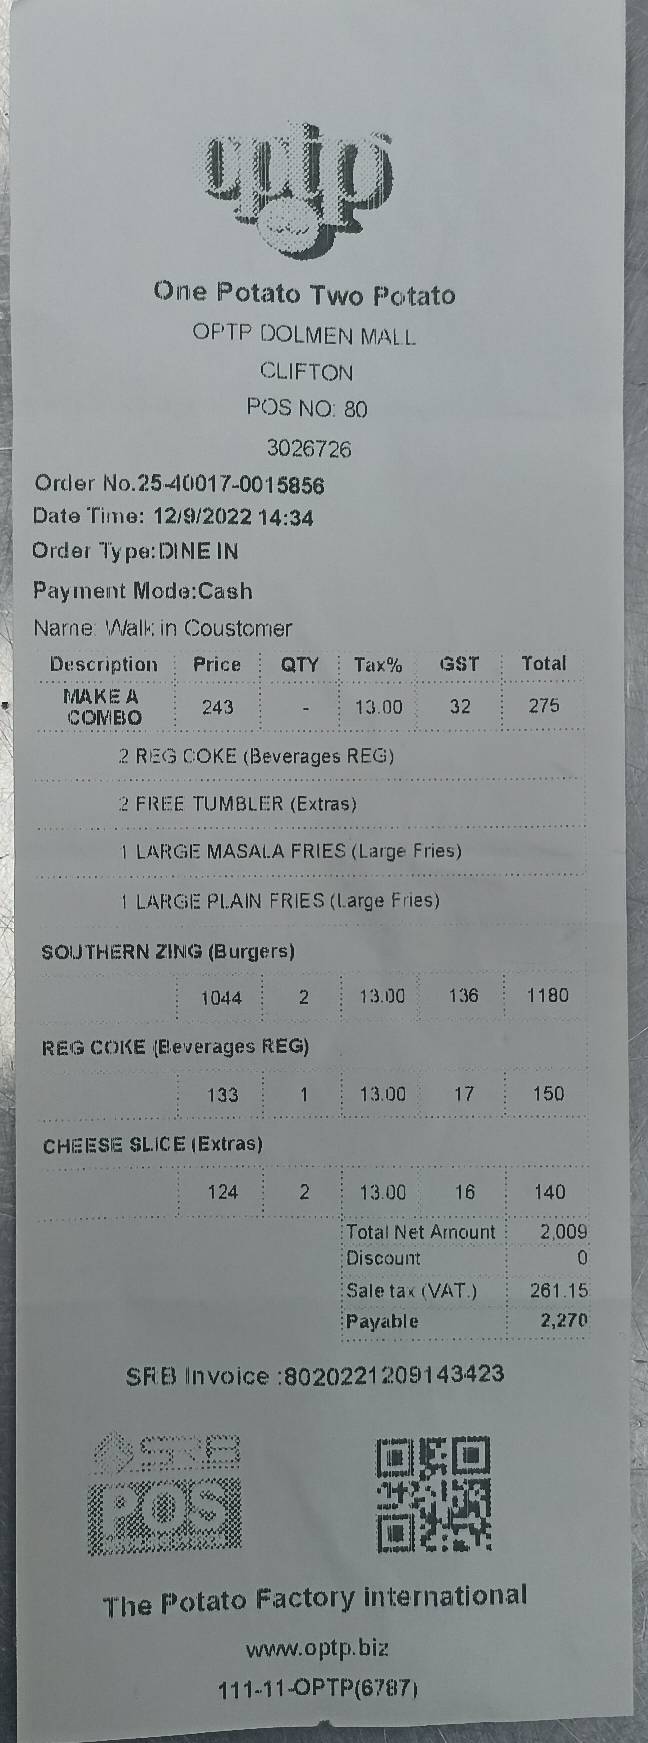 optp
One Potato Two Potato
OPTP DOLMEN MALL
CLIFTON
POS NO: 80
3026726
Order No.25-40017-0015856
Date Time: 12/9/2022 14:34
Order Type:DINE IN
Payment Mode:Cash
Name: Walk in Coustomer
Description Price QTY Tax% GST Total
MAKE A COMBO 243 - 13.00 32 275
2 REG COKE (Beverages REG)
2 FREE TUMBLER (Extras)
1 LARGE MASALA FRIES (Large Fries)
1 LARGE PLAIN FRIES (Large Fries)
SOUTHERN ZING (Burgers)
1044 2 13.00 136 1180
REG COKE (Beverages REG)
133 1 13.00 17 150
CHEESE SLICE (Extras)
124 2 13.00 16 140
Total Net Amount 2,009
Discount 0
Sale tax (VAT.) 261.15
Payable 2,270
SRB Invoice :8020221209143423
SRB
POS
The Potato Factory international
www.optp.biz
111-11-OPTP(6787)